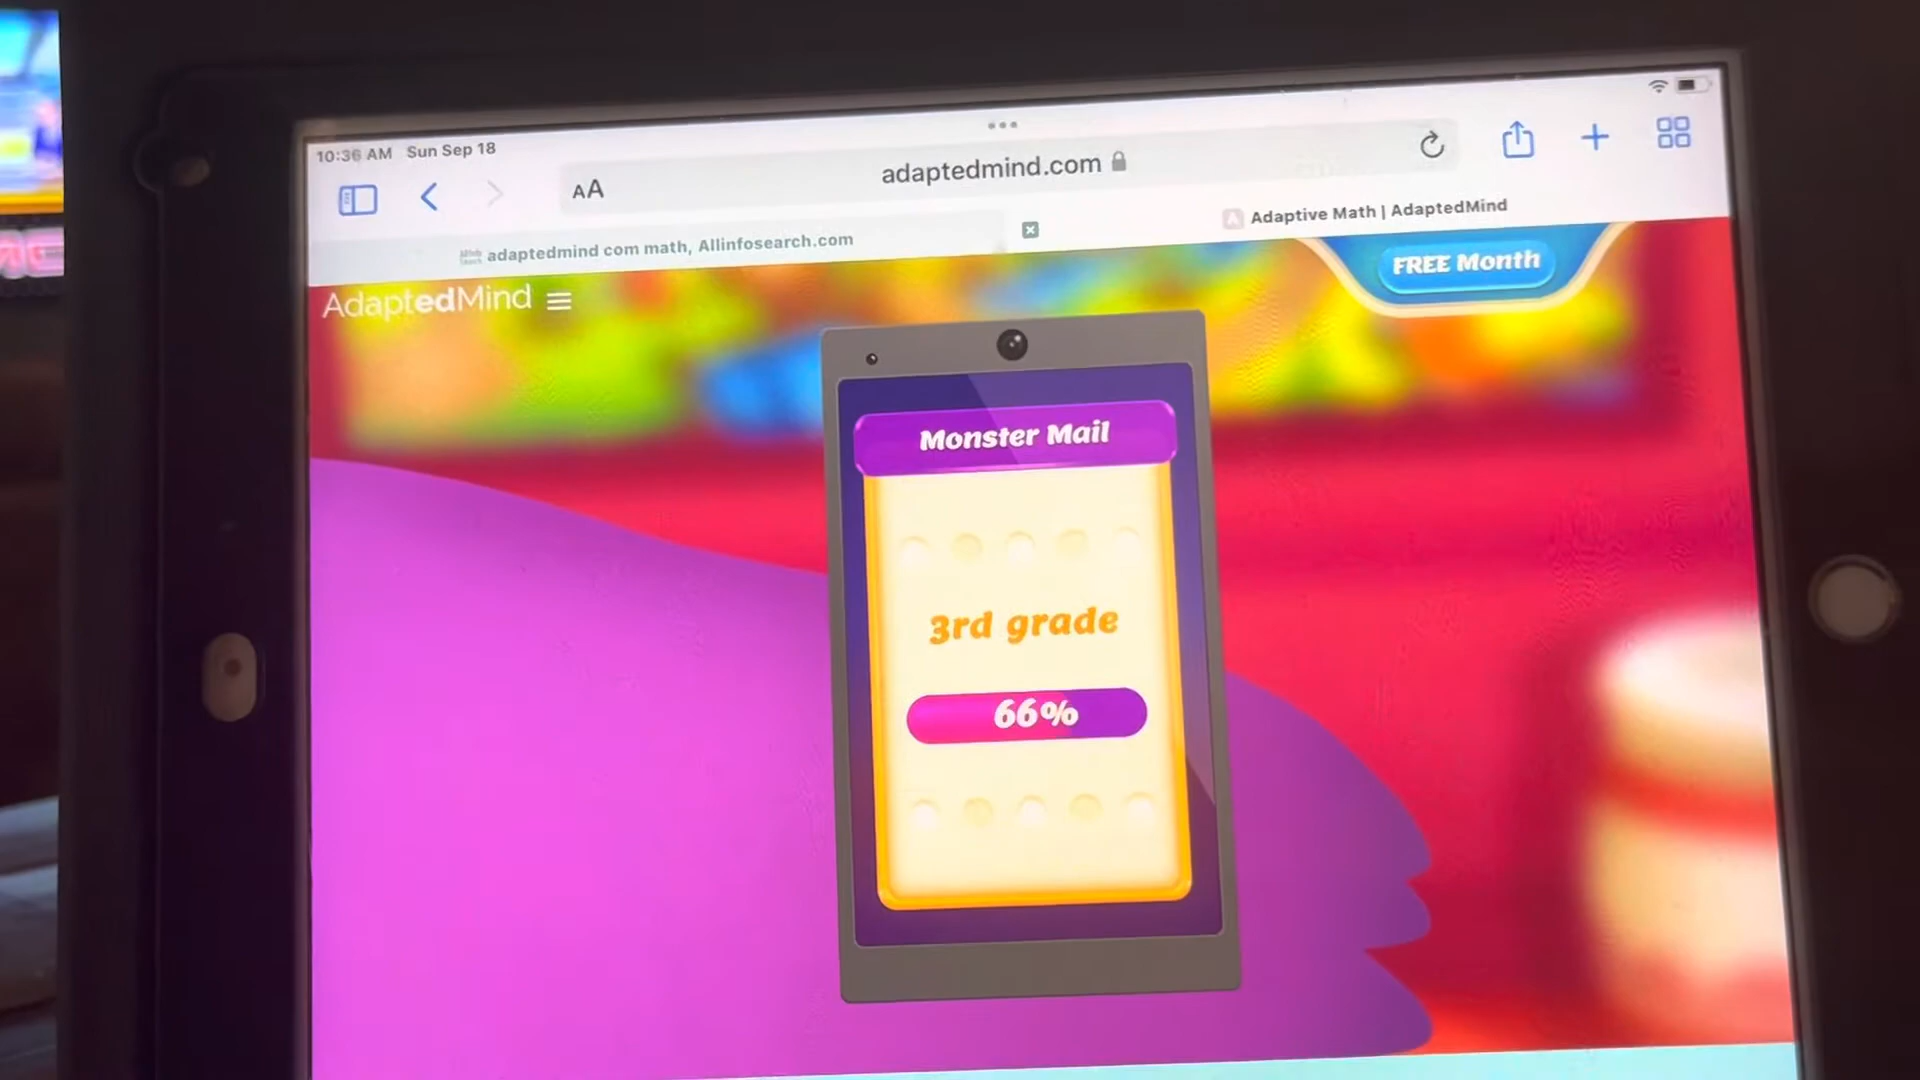 10:36 AM Sun Sep 18
AA
adaptedmind.com
adaptedmind com math, Allinfosearch.com
A Adaptive Math | AdaptedMind
AdaptedMind
FREE Month
Monster Mail
3rd grade
66%